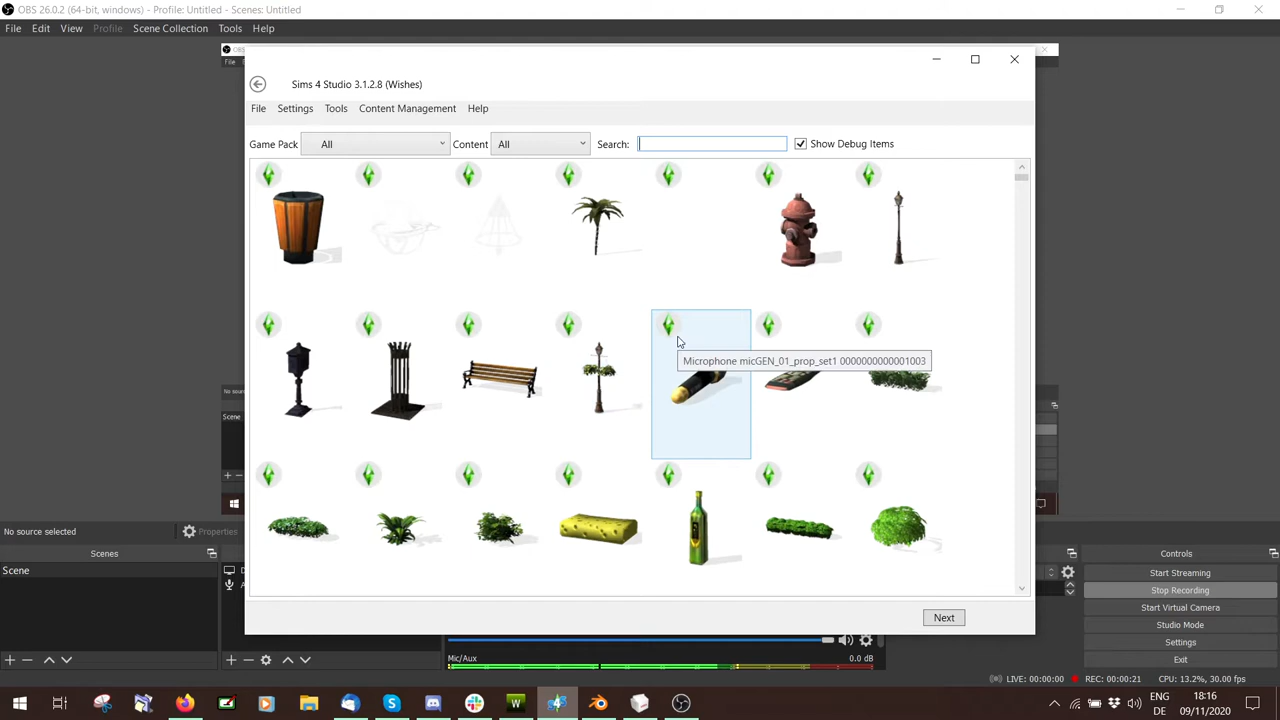 OBS 26.0.2 (64-bit, windows) - Profile: Untitled - Scenes: Untitled
File Edit View Profile Scene Collection Tools Help
File
Sims 4 Studio 3.1.2.8 (Wishes)
File Settings Tools Content Management Help
Game Pack All Content All Search: Show Debug Items
Microphone micGEN_01_prop_set1 0000000000001003
No sour
Scene
Next
No source selected Properties
Scenes
Controls
Scene
D
A
Start Streaming
Stop Recording
Start Virtual Camera
Studio Mode
Settings
Exit
Mic/Aux 0.0 dB
LIVE: 00:00:00 REC: 00:00:21 CPU: 13.2%, 30.00 fps
ENG
DE
18:16
09/11/2020